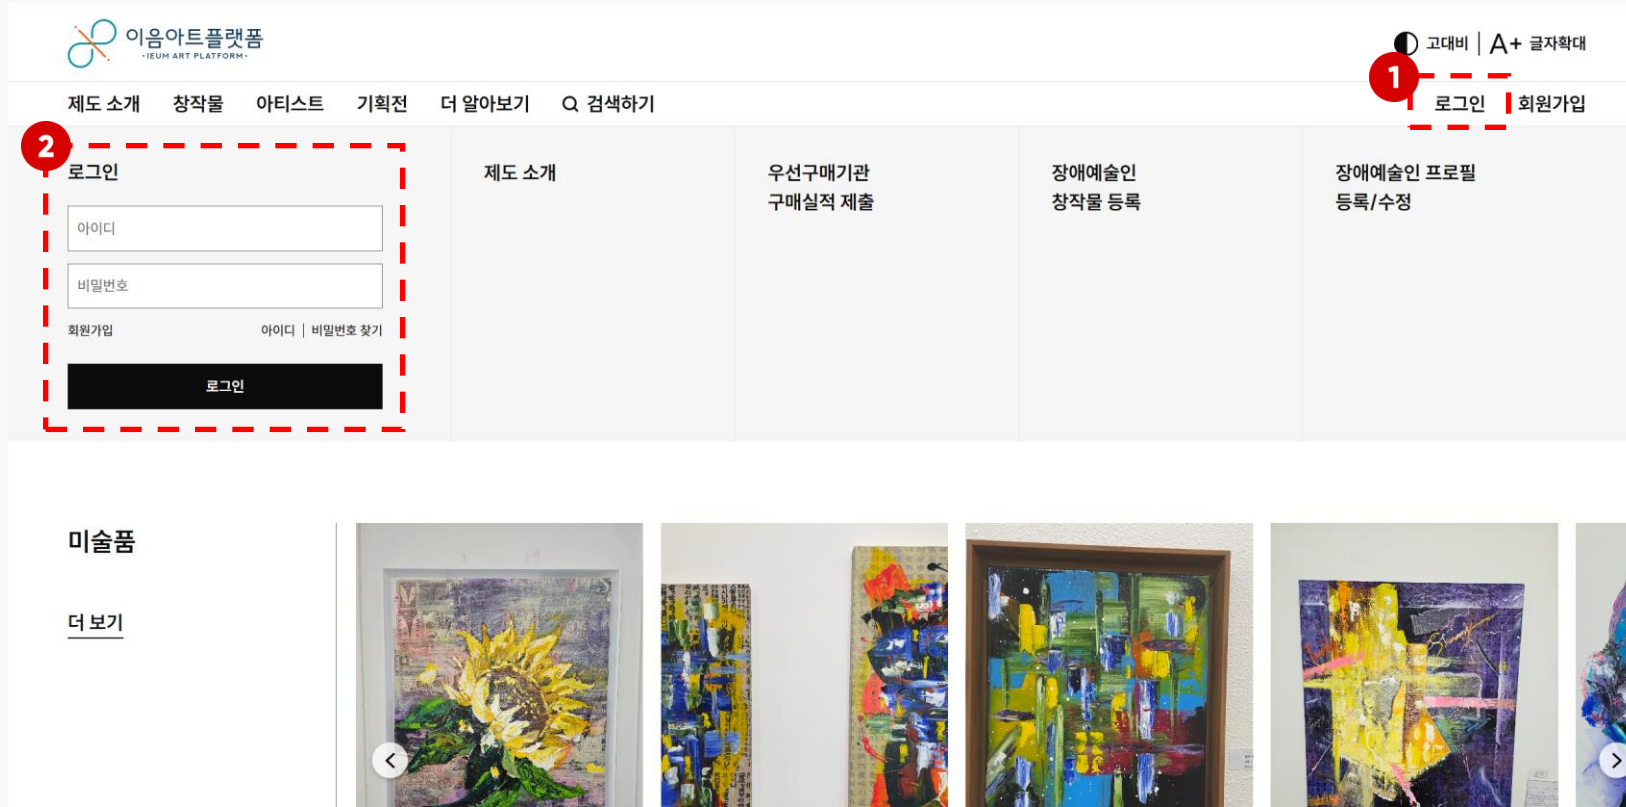 이음아트플랫폼
·IEUM ART PLATFORM·
고대비 | A+ 글자확대
1
제도 소개 창작물 아티스트 기획전 더 알아보기 검색하기 로그인 회원가입
2
로그인
아이디
비밀번호
회원가입 아이디 | 비밀번호 찾기
로그인
제도 소개
우선구매기관
구매실적 제출
장애예술인
창작물 등록
장애예술인 프로필
등록/수정
미술품
더 보기